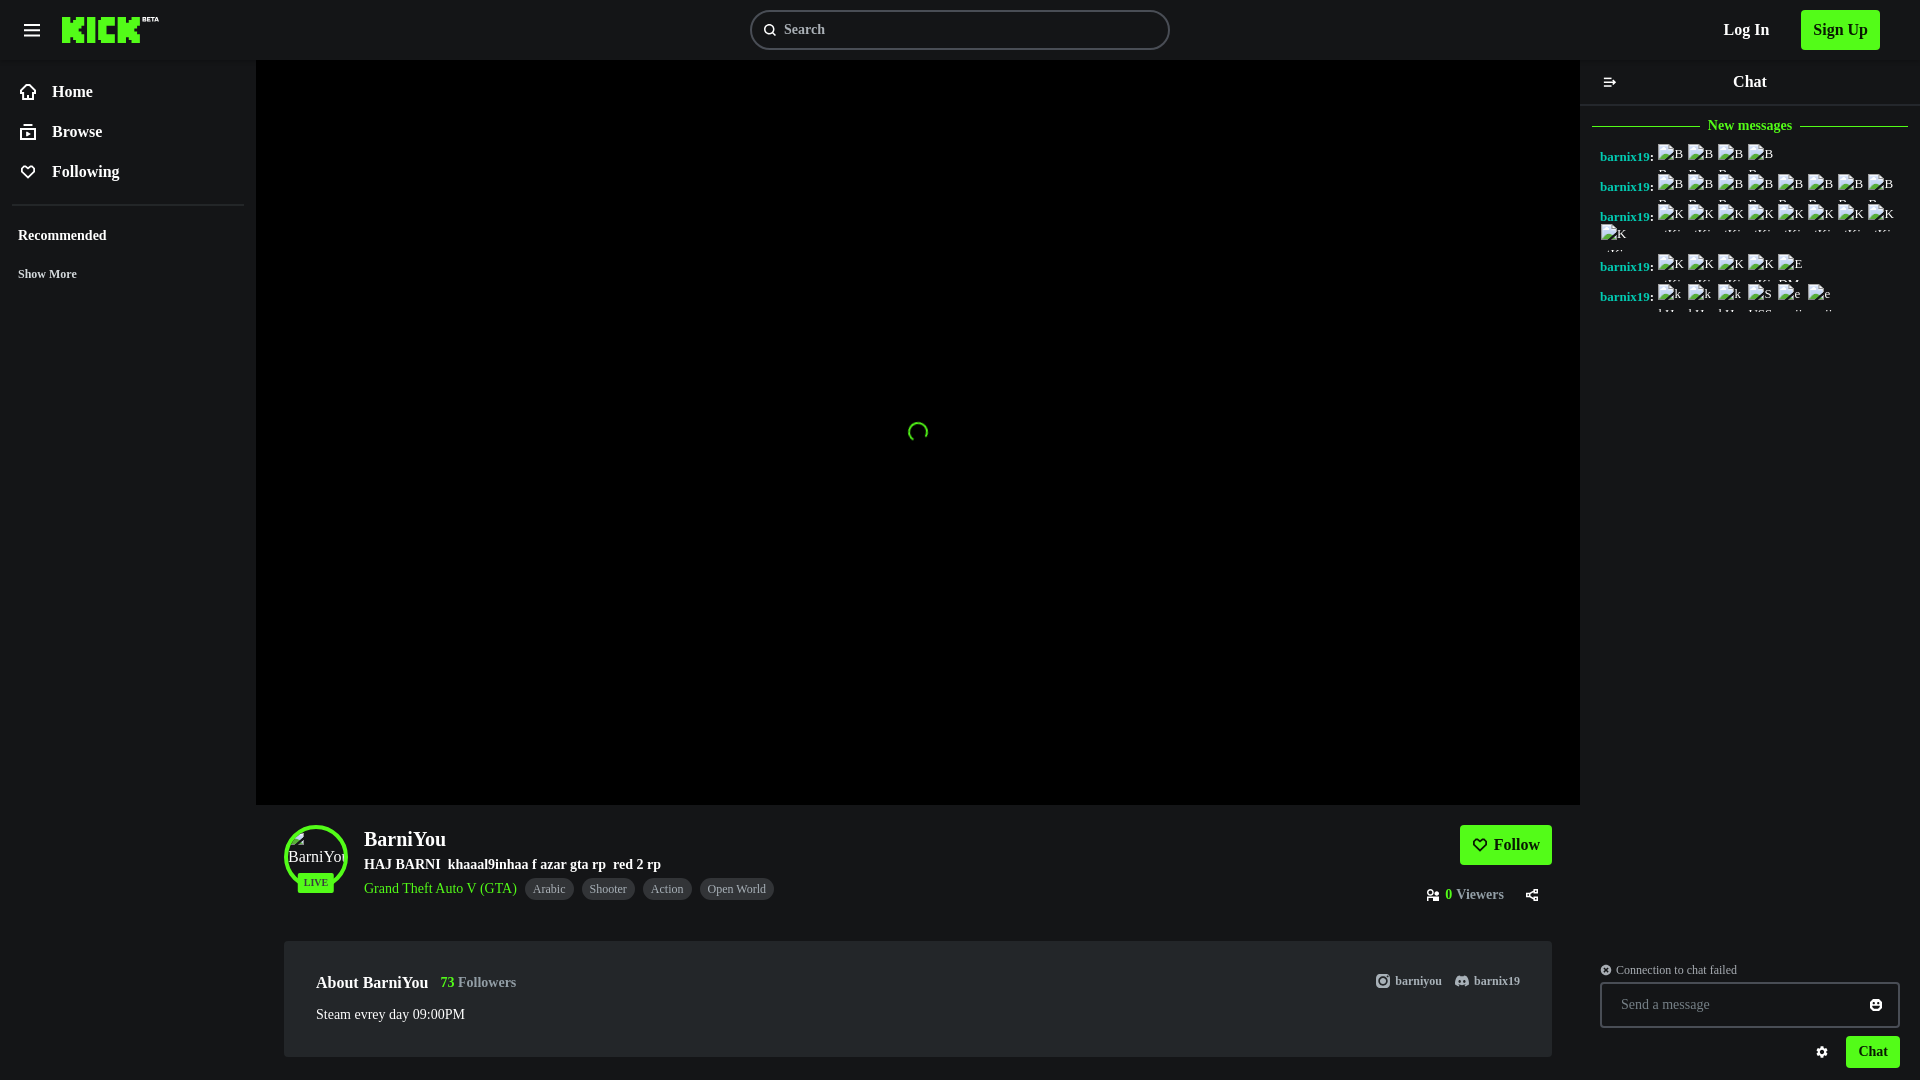 KICK BETA
Search
Log In
Sign Up
Home
Browse
Following
Recommended
Show More
Chat
New messages
barnix19: B B B B
barnix19: B B B B B B B B
barnix19: K K K K K K K K
K
barnix19: K K K K E
barnix19: k k k S e e
BarniYou
LIVE
BarniYou
HAJ BARNI khaaal9inhaa f azar gta rp red 2 rp
Grand Theft Auto V (GTA) Arabic Shooter Action Open World
Follow
0 Viewers
About BarniYou 73 Followers
barniyou barnix19
Steam evrey day 09:00PM
Connection to chat failed
Send a message
Chat